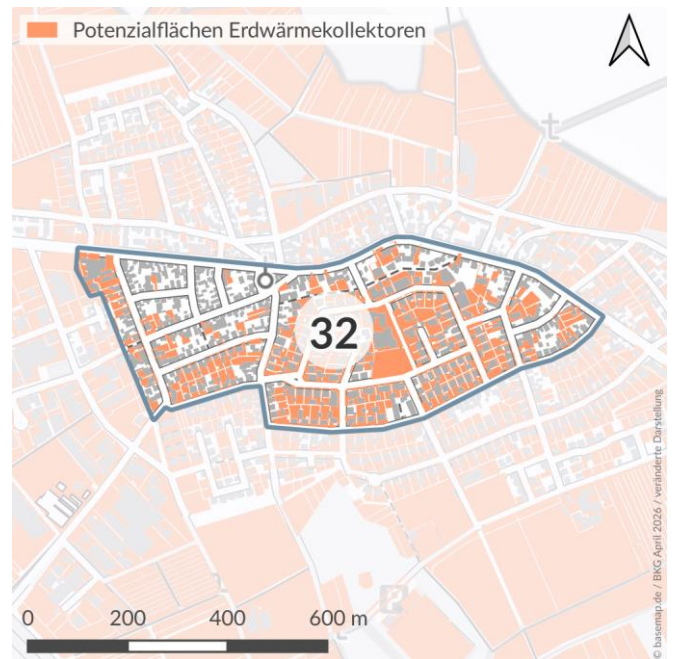 Potenzialflächen Erdwärmekollektoren
32
0 200 400 600 m
© basemap.de / BKG April 2026 / veränderte Darstellung